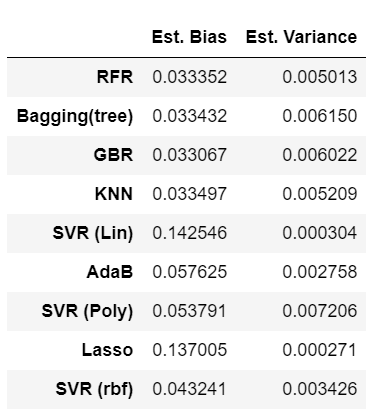 Est. Bias Est. Variance
RFR 0.033352 0.005013
Bagging(tree) 0.033432 0.006150
GBR 0.033067 0.006022
KNN 0.033497 0.005209
SVR (Lin) 0.142546 0.000304
AdaB 0.057625 0.002758
SVR (Poly) 0.053791 0.007206
Lasso 0.137005 0.000271
SVR (rbf) 0.043241 0.003426